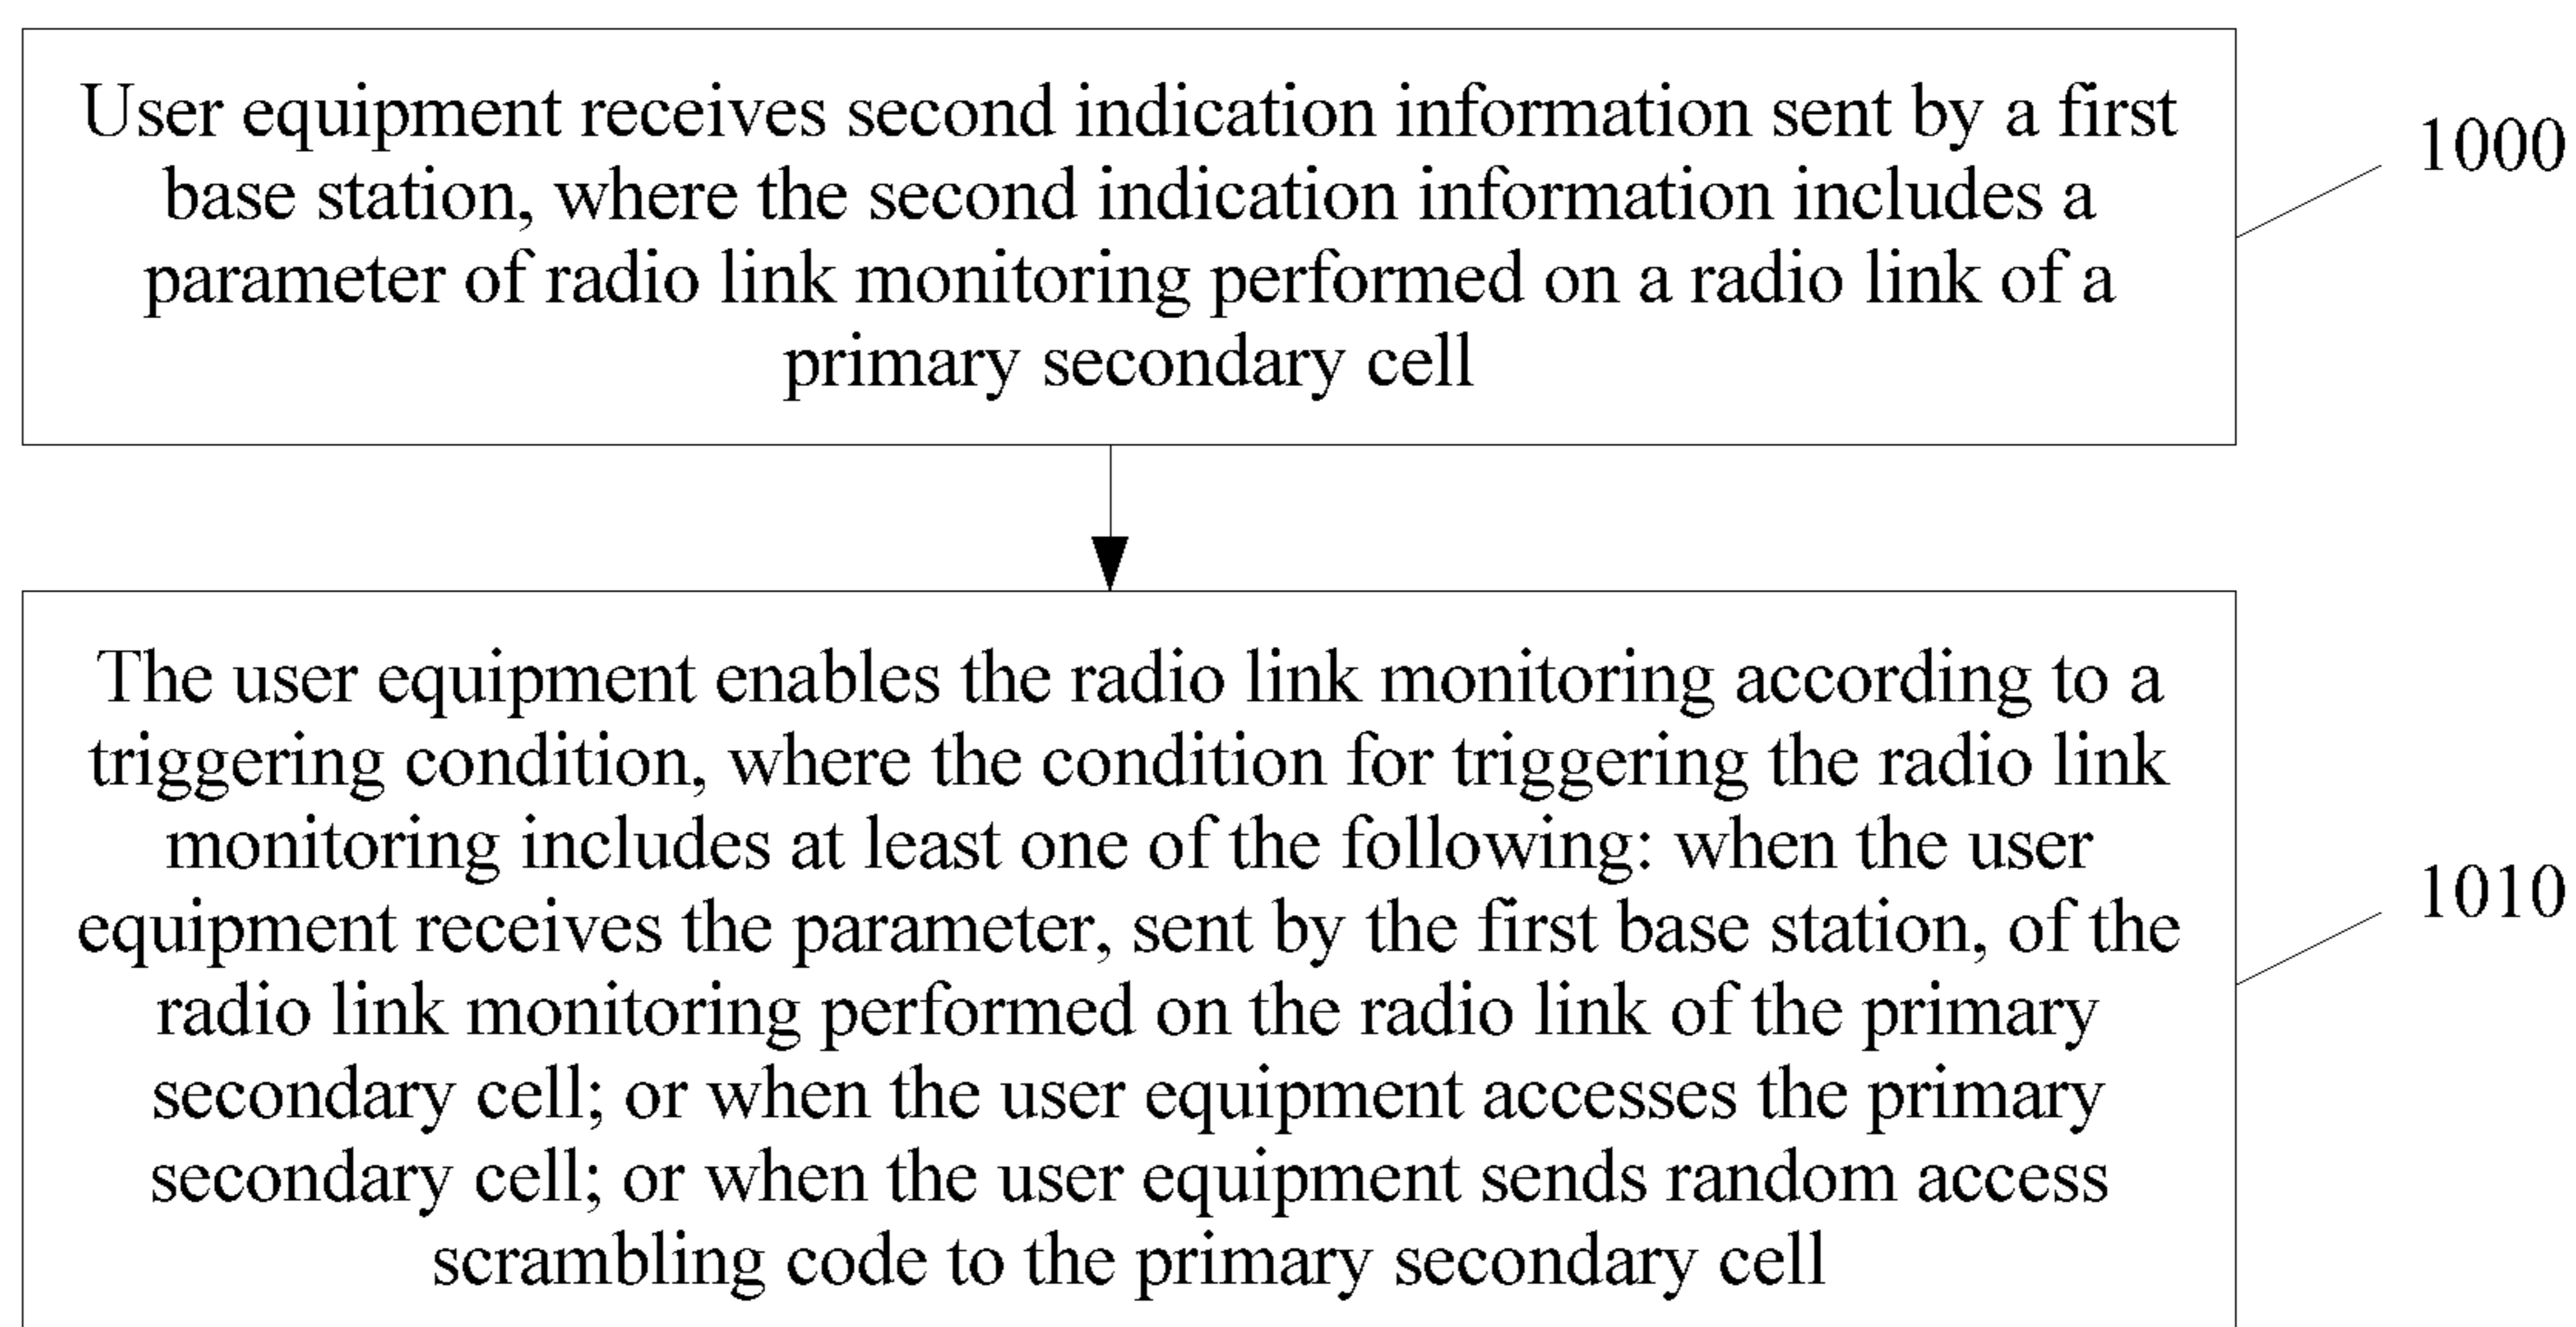 User equipment receives second indication information sent by a first
base station, where the second indication information includes a
parameter of radio link monitoring performed on a radio link of a
primary secondary cell
1000
The user equipment enables the radio link monitoring according to a
triggering condition, where the condition for triggering the radio link
monitoring includes at least one of the following: when the user
equipment receives the parameter, sent by the first base station, of the
radio link monitoring performed on the radio link of the primary
secondary cell; or when the user equipment accesses the primary
secondary cell; or when the user equipment sends random access
scrambling code to the primary secondary cell
1010